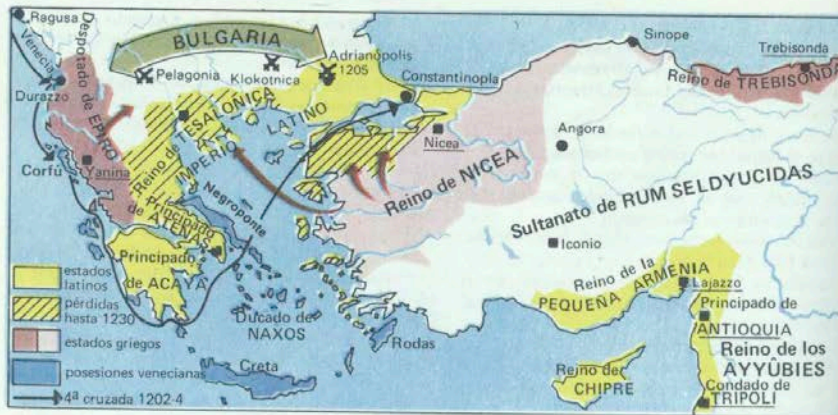 Ragusa
Venecia
Durazzo
Corfú
Despotado de EPIRO
Yanina
BULGARIA
Pelagonia
Klokotnica
Adrianópolis
1205
Constantinopla
Reino de TESALONICA
IMPERIO LATINO
Nicea
Reino de NICEA
Angora
Sinope
Trebisonda
Reino de TREBISONDA
Sultanato de RUM SELDYUCIDAS
Iconio
Negroponte
Principado
de ATENAS
Principado
de ACAYA
Ducado de
NAXOS
Creta
Rodas
Reino de la
PEQUEÑA ARMENIA
Lajazzo
Principado de
ANTIOQUIA
Reino de los
AYYÛBIES
Reino de
CHIPRE
Condado de
TRIPOLI
estados
latinos
pérdidas
hasta 1230
estados griegos
posesiones venecianas
4ª cruzada 1202-4